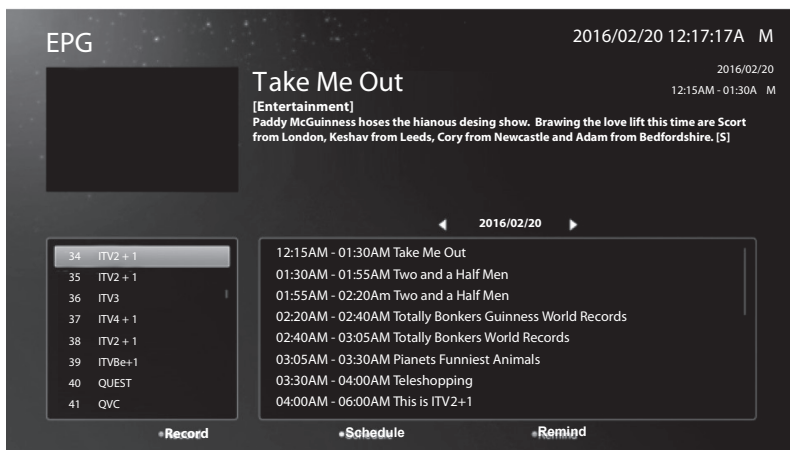 EPG
2016/02/20 12:17:17A M
2016/02/20
12:15AM - 01:30A M
Take Me Out
[Entertainment]
Paddy McGuinness hoses the hianous desing show. Brawing the love lift this time are Scort
from London, Keshav from Leeds, Cory from Newcastle and Adam from Bedfordshire. [S]
2016/02/20
34 ITV2 + 1
35 ITV2 + 1
36 ITV3
37 ITV4 + 1
38 ITV2 + 1
39 ITVBe+1
40 QUEST
41 QVC
12:15AM - 01:30AM Take Me Out
01:30AM - 01:55AM Two and a Half Men
01:55AM - 02:20Am Two and a Half Men
02:20AM - 02:40AM Totally Bonkers Guinness World Records
02:40AM - 03:05AM Totally Bonkers World Records
03:05AM - 03:30AM Pianets Funniest Animals
03:30AM - 04:00AM Teleshopping
04:00AM - 06:00AM This is ITV2+1
Record
Schedule
Remind